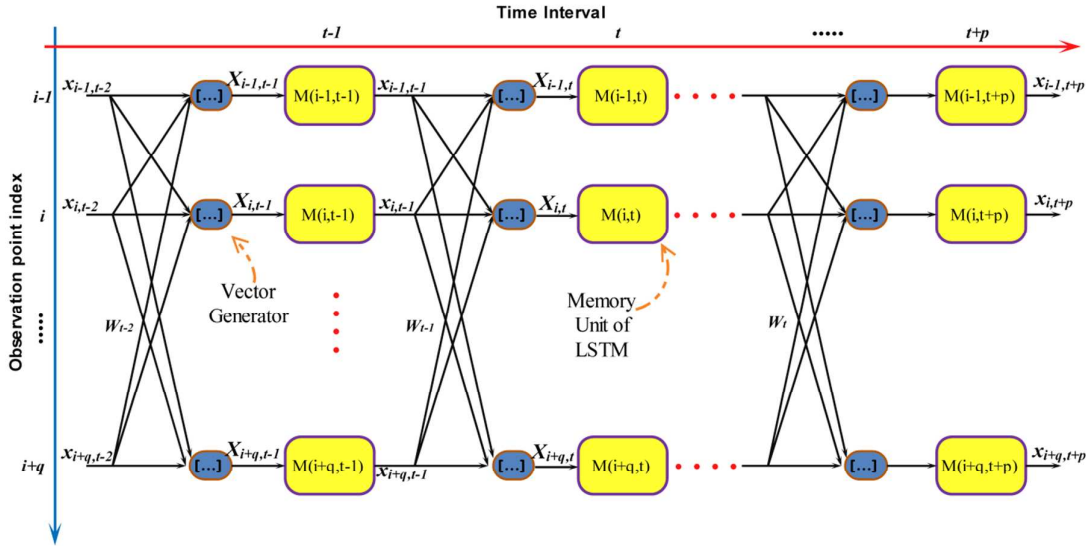 Time Interval
t-1
t
.....
t+p
Observation point index
i-1
i
.....
i+q
x_{i-1,t-2}
[...]
X_{i-1,t-1}
M(i-1,t-1)
x_{i-1,t-1}
[...]
X_{i-1,t}
M(i-1,t)
[...]
M(i-1,t+p)
x_{i-1,t+p}
x_{i,t-2}
[...]
X_{i,t-1}
M(i,t-1)
x_{i,t-1}
[...]
X_{i,t}
M(i,t)
[...]
M(i,t+p)
x_{i,t+p}
Vector
Generator
Memory
Unit of
LSTM
W_{t-2}
W_{t-1}
W_t
x_{i+q,t-2}
[...]
X_{i+q,t-1}
M(i+q,t-1)
x_{i+q,t-1}
[...]
X_{i+q,t}
M(i+q,t)
[...]
M(i+q,t+p)
x_{i+q,t+p}